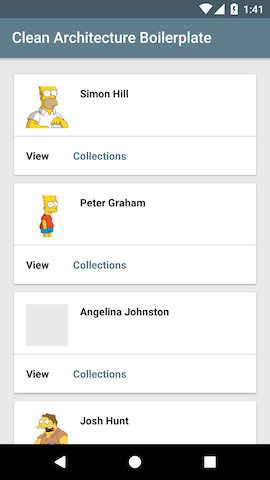 1:41
Clean Architecture Boilerplate
Simon Hill
View Collections
Peter Graham
View Collections
Angelina Johnston
View Collections
Josh Hunt